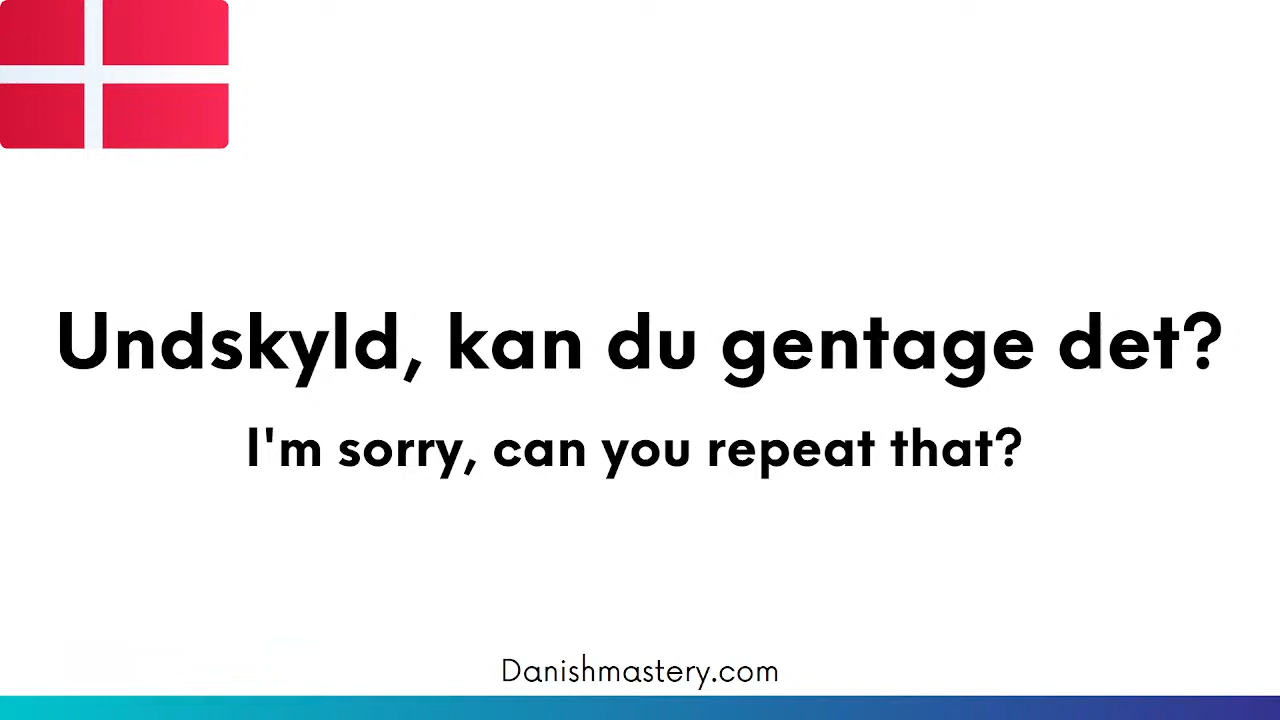 Undskyld, kan du gentage det?
I'm sorry, can you repeat that?
Danishmastery.com